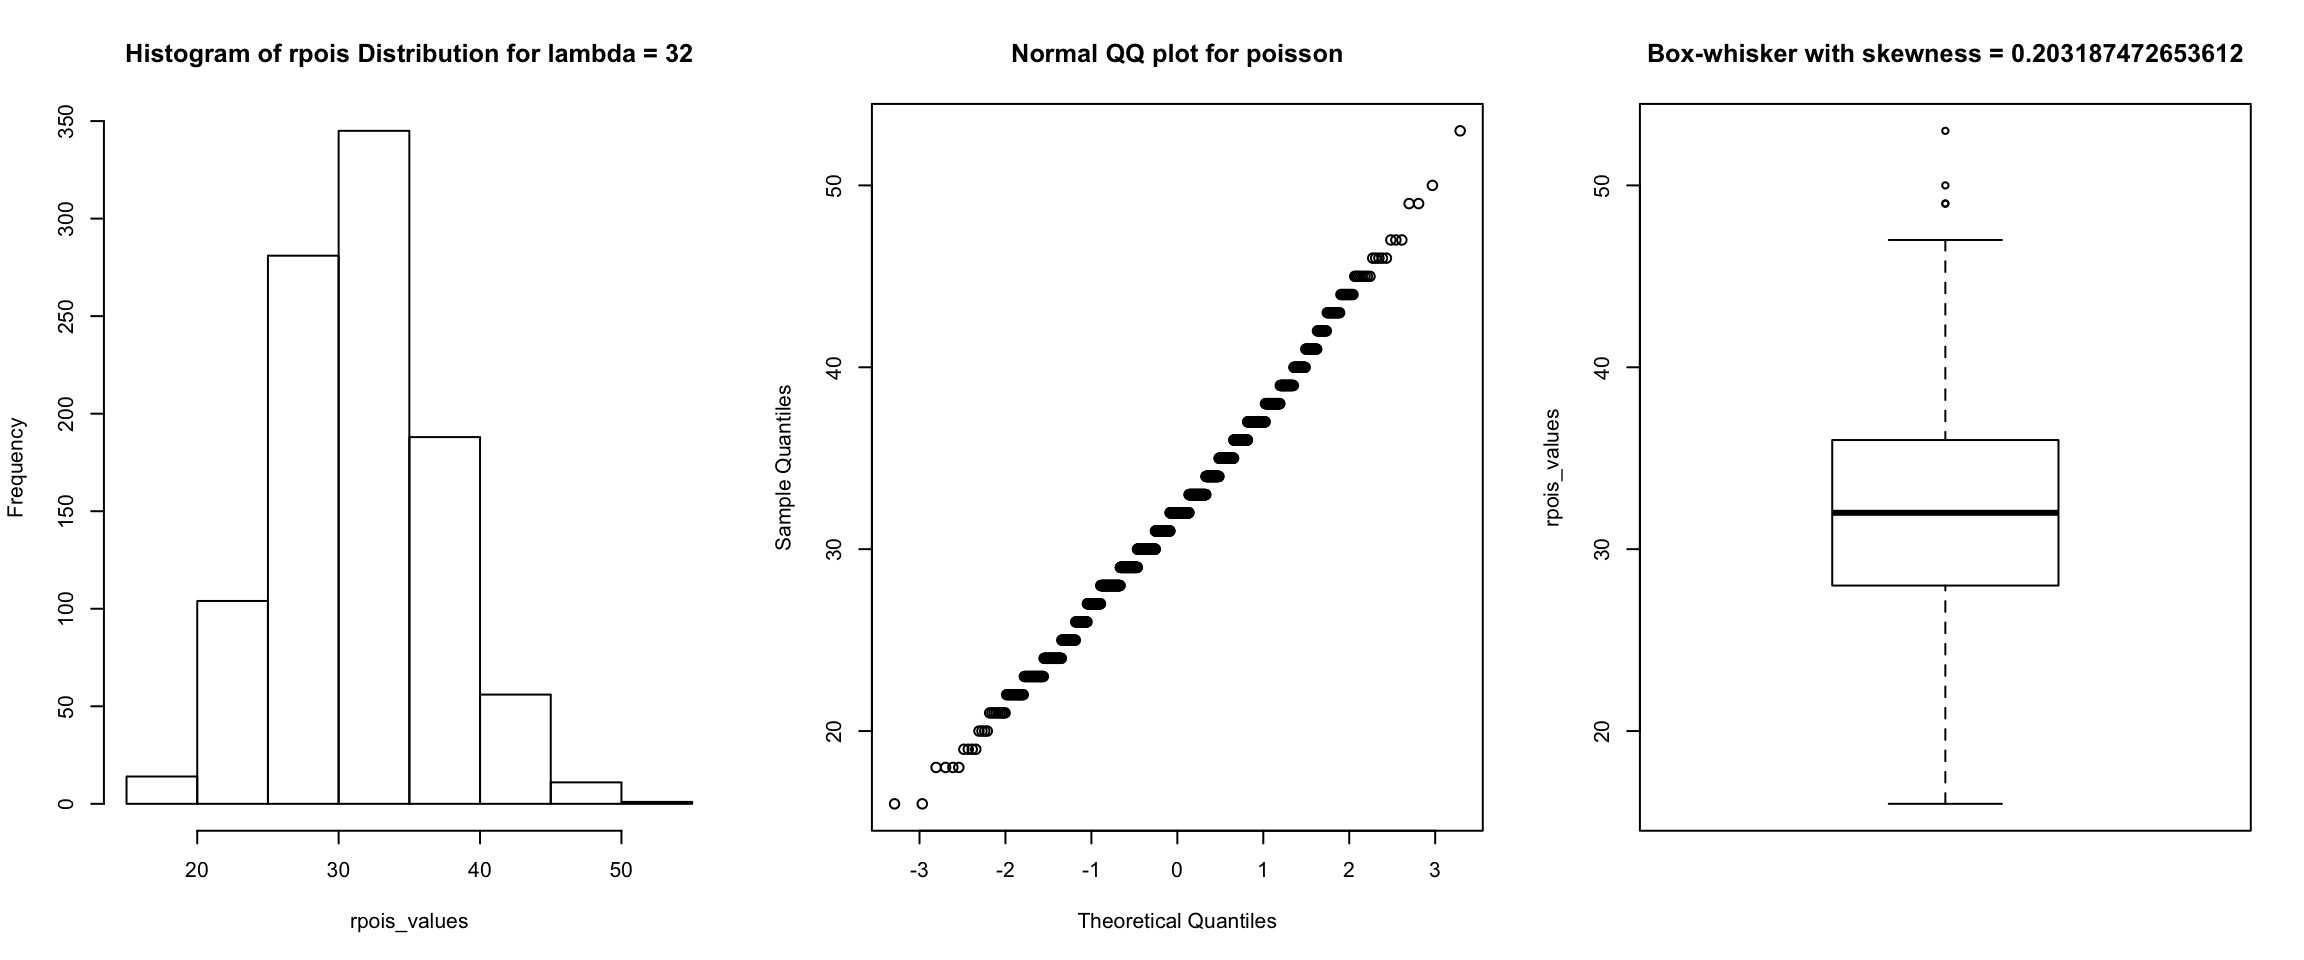 Histogram of rpois Distribution for lambda = 32
Frequency
350
300
250
200
150
100
50
0
20 30 40 50
rpois_values
Normal QQ plot for poisson
Sample Quantiles
50
40
30
20
-3 -2 -1 0 1 2 3
Theoretical Quantiles
Box-whisker with skewness = 0.203187472653612
rpois_values
50
40
30
20